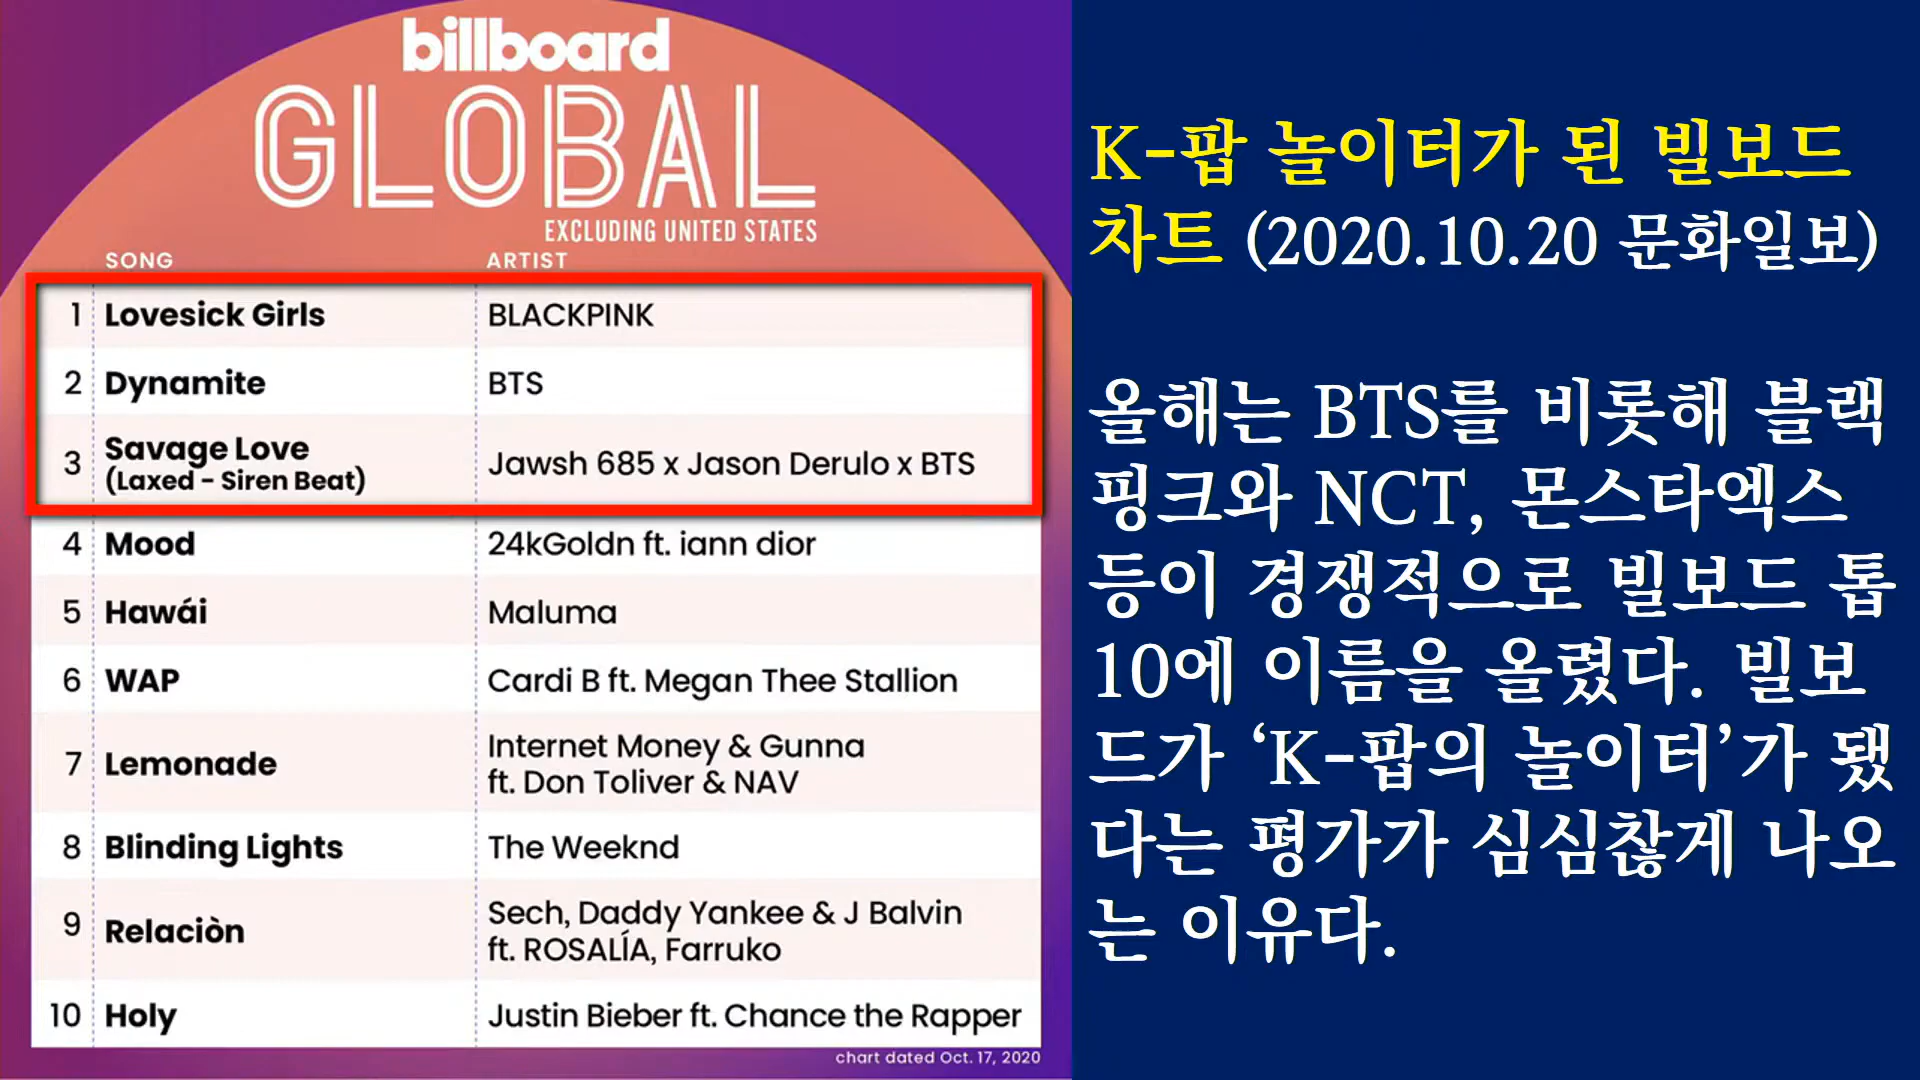 billboard
GLOBAL
EXCLUDING UNITED STATES
SONG ARTIST
1 Lovesick Girls BLACKPINK
2 Dynamite BTS
3 Savage Love
(Laxed - Siren Beat) Jawsh 685 x Jason Derulo x BTS
4 Mood 24kGoldn ft. iann dior
5 Hawái Maluma
6 WAP Cardi B ft. Megan Thee Stallion
7 Lemonade Internet Money & Gunna
ft. Don Toliver & NAV
8 Blinding Lights The Weeknd
9 Relaciòn Sech, Daddy Yankee & J Balvin
ft. ROSALÍA, Farruko
10 Holy Justin Bieber ft. Chance the Rapper
chart dated Oct. 17, 2020
K-팝 놀이터가 된 빌보드
차트 (2020.10.20 문화일보)
올해는 BTS를 비롯해 블랙
핑크와 NCT, 몬스타엑스
등이 경쟁적으로 빌보드 톱
10에 이름을 올렸다. 빌보
드가 ‘K-팝의 놀이터’가 됐
다는 평가가 심심찮게 나오
는 이유다.